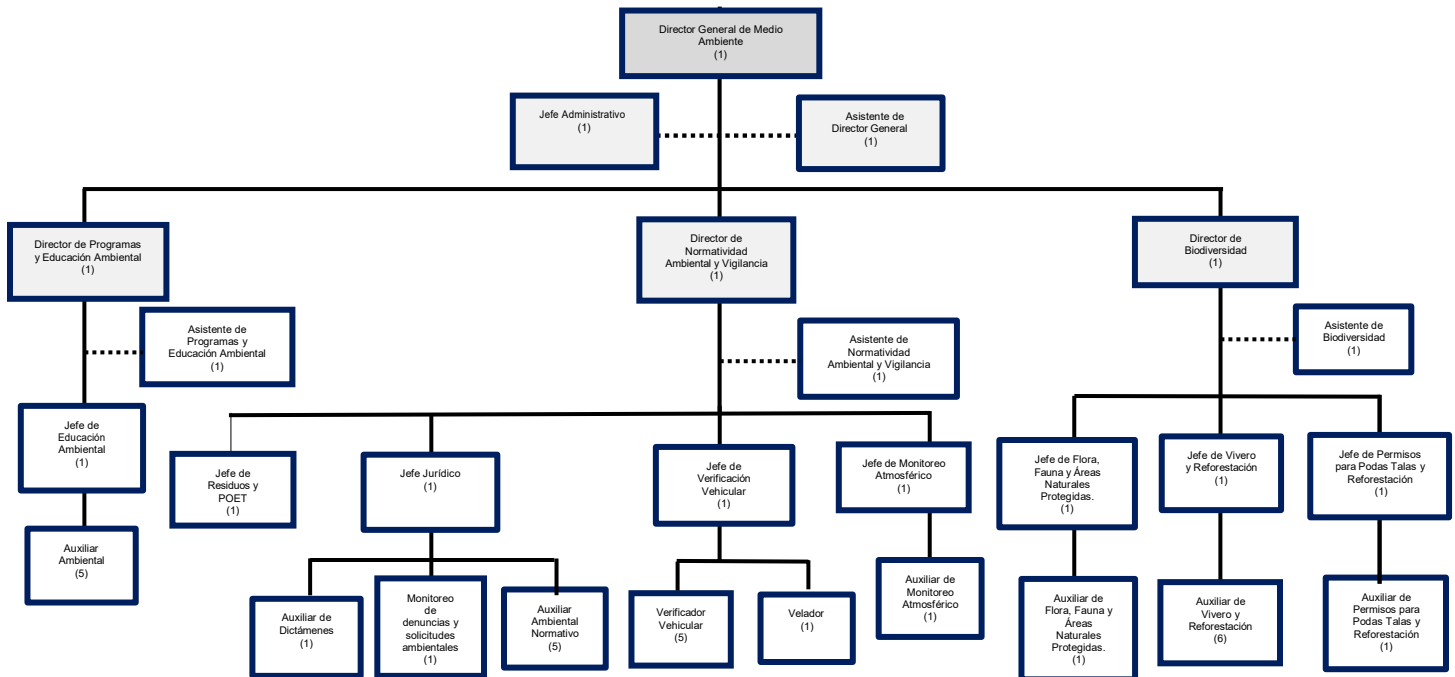 Director General de Medio
Ambiente
(1)
Jefe Administrativo
(1)
Asistente de
Director General
(1)
Director de Programas
y Educación Ambiental
(1)
Director de
Normatividad
Ambiental y Vigilancia
(1)
Director de
Biodiversidad
(1)
Asistente de
Programas y
Educación Ambiental
(1)
Asistente de
Normatividad
Ambiental y Vigilancia
(1)
Asistente de
Biodiversidad
(1)
Jefe de
Educación
Ambiental
(1)
Jefe de
Residuos y
POET
(1)
Jefe Jurídico
(1)
Jefe de
Verificación
Vehicular
(1)
Jefe de Monitoreo
Atmosférico
(1)
Jefe de Flora,
Fauna y Áreas
Naturales
Protegidas.
(1)
Jefe de Vivero
y Reforestación
(1)
Jefe de Permisos
para Podas Talas y
Reforestación
(1)
Auxiliar
Ambiental
(5)
Auxiliar de
Dictámenes
(1)
Monitoreo
de
denuncias y
solicitudes
ambientales
(1)
Auxiliar
Ambiental
Normativo
(5)
Verificador
Vehicular
(5)
Velador
(1)
Auxiliar de
Monitoreo
Atmosférico
(1)
Auxiliar de
Flora, Fauna y
Áreas
Naturales
Protegidas.
(1)
Auxiliar de
Vivero y
Reforestación
(6)
Auxiliar de
Permisos para
Podas Talas y
Reforestación
(1)